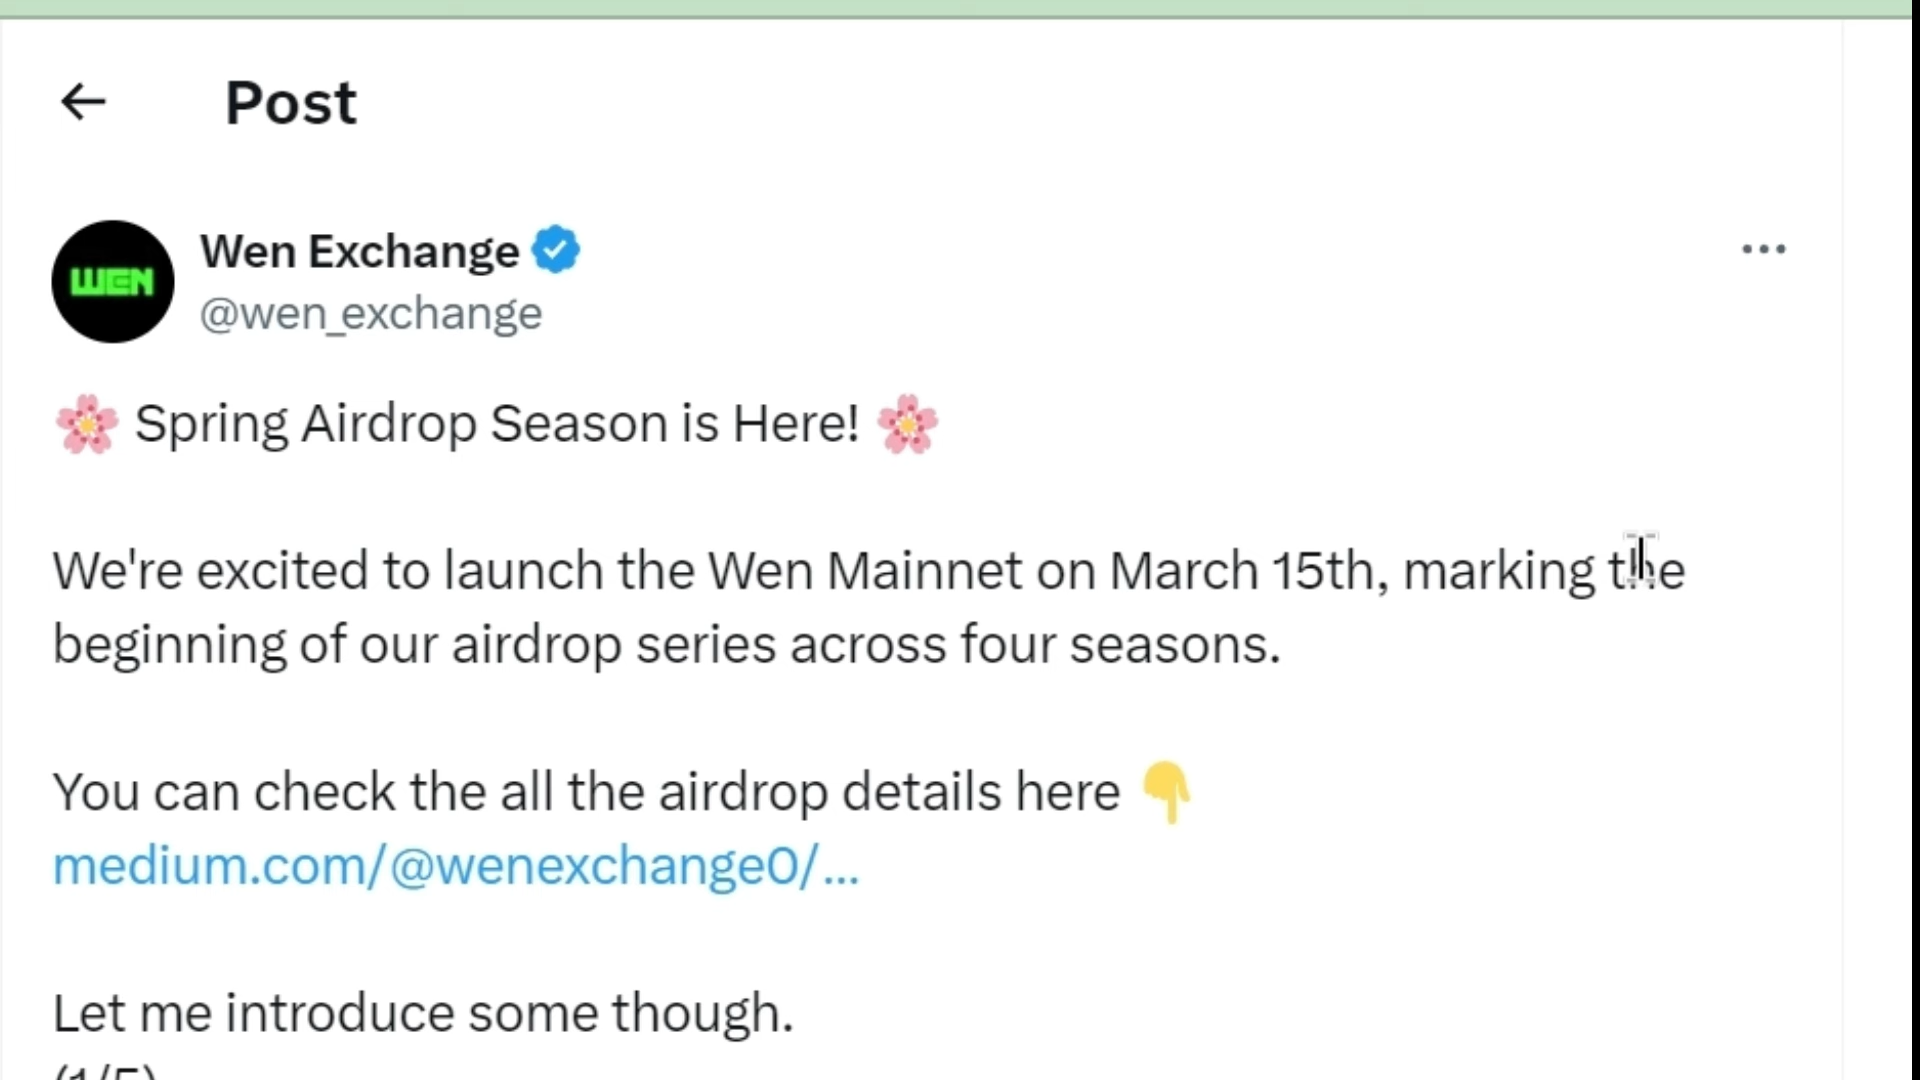 Post
WEN
Wen Exchange
@wen_exchange
🌸 Spring Airdrop Season is Here! 🌸
We're excited to launch the Wen Mainnet on March 15th, marking the
beginning of our airdrop series across four seasons.
You can check the all the airdrop details here 👇
medium.com/@wenexchange0/...
Let me introduce some though.
(1/5)